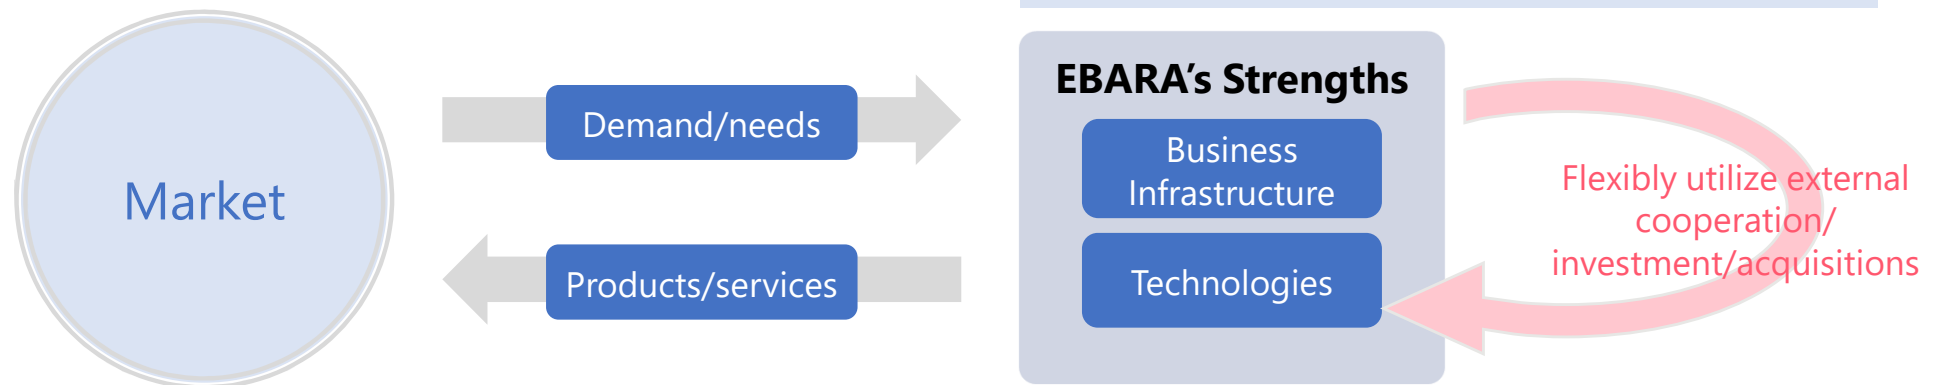 Market
Demand/needs
Products/services
EBARA’s Strengths
Business
Infrastructure
Technologies
Flexibly utilize external
cooperation/
investment/acquisitions